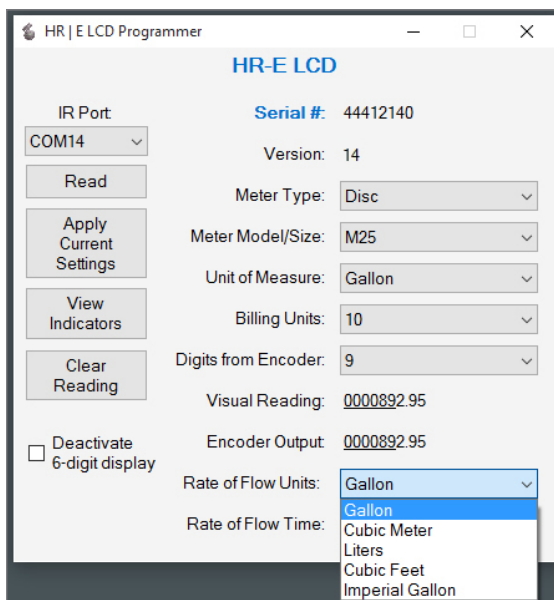 HR | E LCD Programmer
HR-E LCD
IR Port
COM14
Read
Apply
Current
Settings
View
Indicators
Clear
Reading
Deactivate
6-digit display
Serial #: 44412140
Version: 14
Meter Type: Disc
Meter Model/Size: M25
Unit of Measure: Gallon
Billing Units: 10
Digits from Encoder: 9
Visual Reading: 0000892.95
Encoder Output: 0000892.95
Rate of Flow Units: Gallon
Rate of Flow Time:
Gallon
Cubic Meter
Liters
Cubic Feet
Imperial Gallon